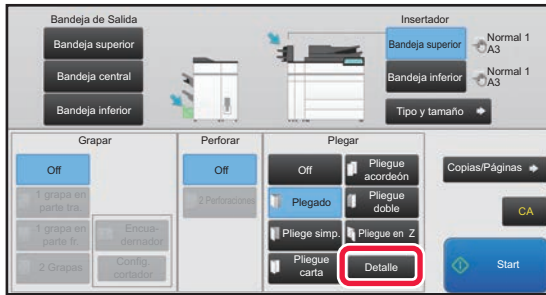 Bandeja de Salida
Bandeja superior
Bandeja central
Bandeja inferior
Insertador
Bandeja superior
Normal 1
A3
Bandeja inferior
Normal 1
A3
Tipo y tamaño
Grapar
Off
1 grapa en
parte tra.
1 grapa en
parte fr.
2 Grapas
Encua-
dernador
Config.
cortador
Perforar
Off
2 Perforaciones
Plegar
Off
Pliegue
acordeón
Plegado
Pliegue
doble
Pliege simp.
Pliegue en Z
Pliegue
carta
Detalle
Copias/Páginas
CA
Start